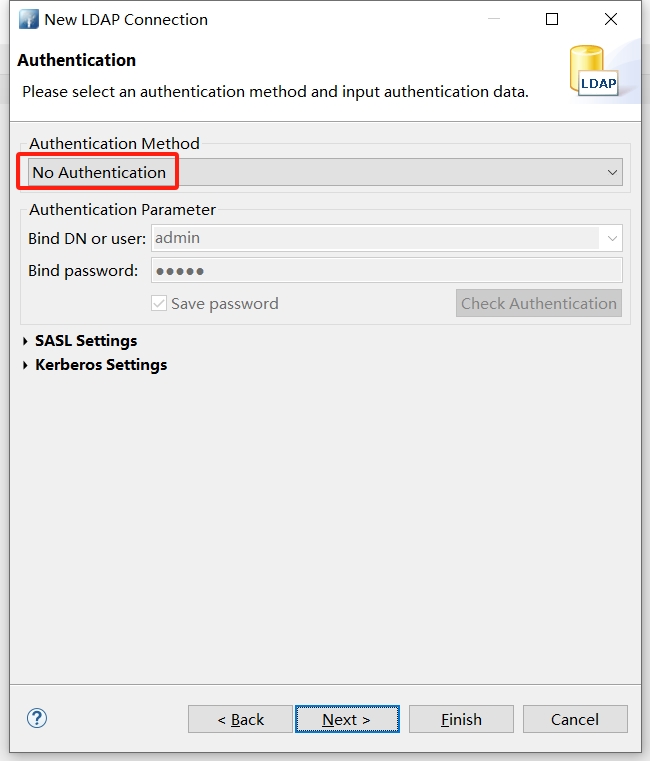 New LDAP Connection
Authentication
Please select an authentication method and input authentication data.
LDAP
Authentication Method
No Authentication
Authentication Parameter
Bind DN or user: admin
Bind password: ●●●●●
Save password Check Authentication
SASL Settings
Kerberos Settings
? < Back Next > Finish Cancel